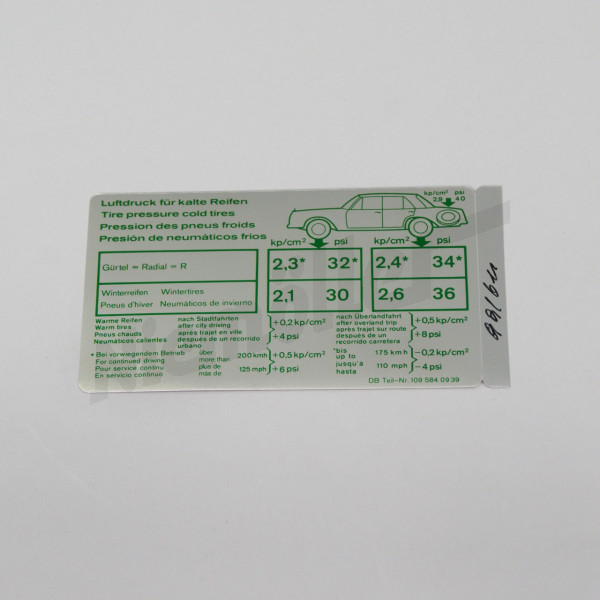 Luftdruck für kalte Reifen
Tire pressure cold tires
Pression des pneus froids
Presión de neumáticos frios
kp/cm² psi
2,8 40
kp/cm² psi kp/cm² psi
Gürtel = Radial = R 2,3* 32* 2,4* 34*
Winterreifen Wintertires
Pneus d'hiver Neumáticos de invierno
2,1 30 2,6 36
Warme Reifen
Warm tires
Pneus chauds
Neumáticos calientes
nach Stadtfahrten
after city driving
après trajet en ville
después de un recorrido
urbano
+0,2 kp/cm²
+4 psi
nach Überlandfahrt
after overland trip
après trajet sur route
después de un
recorrido carretera
+0,5 kp/cm²
+8 psi
* Bei vorwiegendem Betrieb
For continued driving
Pour service continu
En servicio continuo
über
more than
plus de
más de
200 kmh
125 mph
+0,5 kp/cm²
+6 psi
*bis
up to
jusqu'à
hasta
175 kmh
110 mph
-0,2 kp/cm²
-4 psi
DB Teil-Nr. 109 584 09 39